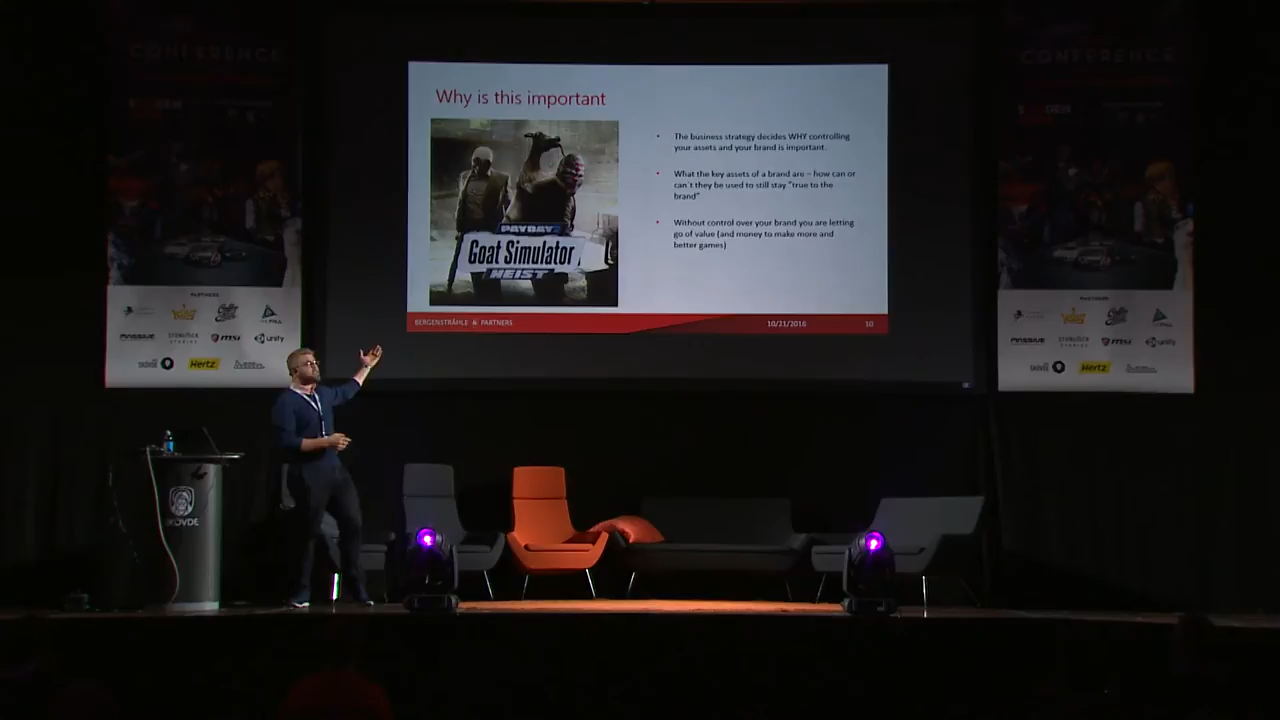 CONFERENCE
CONFERENCE
Why is this important
• The business strategy decides WHY controlling
your assets and your brand is important.
• What the key assets of a brand are – how can or
can´t they be used to still stay "true to the
brand"
• Without control over your brand you are letting
go of value (and money to make more and
better games)
PAYDAY 2
Goat Simulator
HEIST
BERGENSTRÅHLE & PARTNERS
10/21/2016
10
PARTNERS
MASSIVE
msi
unity
Hertz
PARTNERS
MASSIVE
msi
unity
Hertz
SKÖVDE